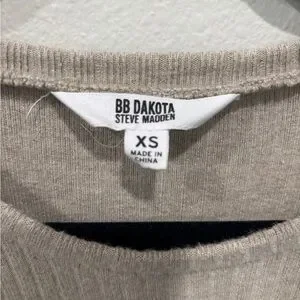 BB DAKOTA
STEVE MADDEN
XS
MADE IN
CHINA